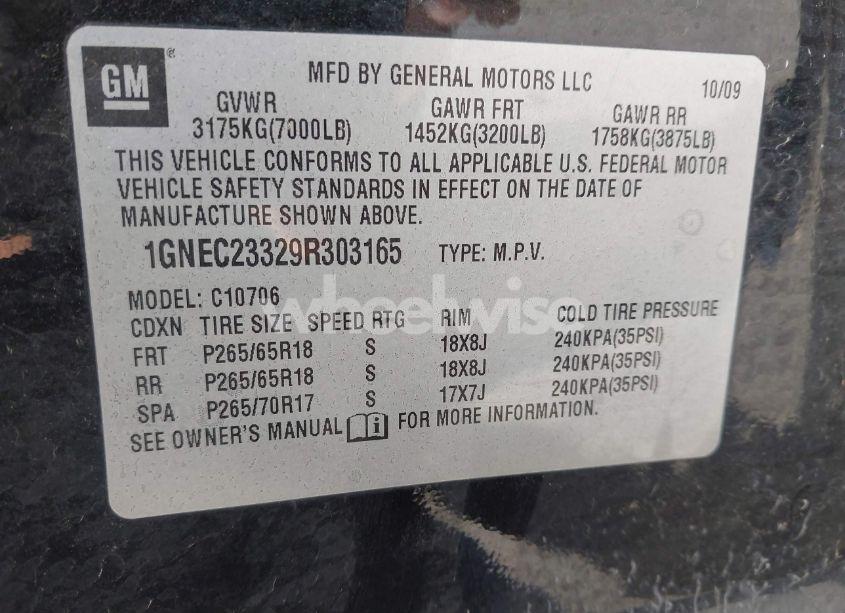 GM ®
MFD BY GENERAL MOTORS LLC 10/09
GVWR GAWR FRT GAWR RR
3175KG(7000LB) 1452KG(3200LB) 1758KG(3875LB)
THIS VEHICLE CONFORMS TO ALL APPLICABLE U.S. FEDERAL MOTOR
VEHICLE SAFETY STANDARDS IN EFFECT ON THE DATE OF
MANUFACTURE SHOWN ABOVE.
1GNEC23329R303165 TYPE: M.P.V.
MODEL: C10706
wheelwise
CDXN TIRE SIZE SPEED RTG RIM COLD TIRE PRESSURE
FRT P265/65R18 S 18X8J 240KPA(35PSI)
RR P265/65R18 S 18X8J 240KPA(35PSI)
SPA P265/70R17 S 17X7J 240KPA(35PSI)
SEE OWNER'S MANUAL i FOR MORE INFORMATION.